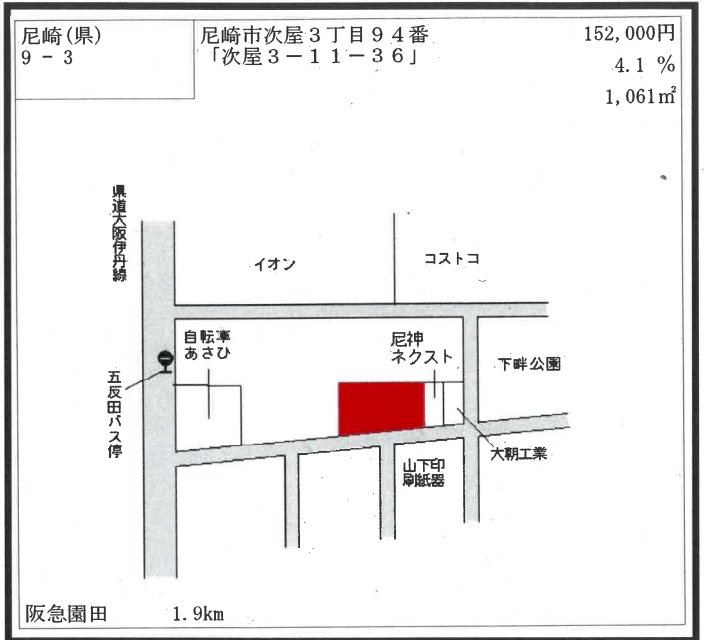 尼崎(県)
9-3
尼崎市次屋３丁目９４番
「次屋３－１１－３６」
152,000円
4.1 %
1,061㎡
県道大阪伊丹線
イオン
コストコ
自転車
あさひ
尼神
ネクスト
下畔公園
五反田バス停
山下印
刷紙器
大朝工業
阪急園田 1.9km